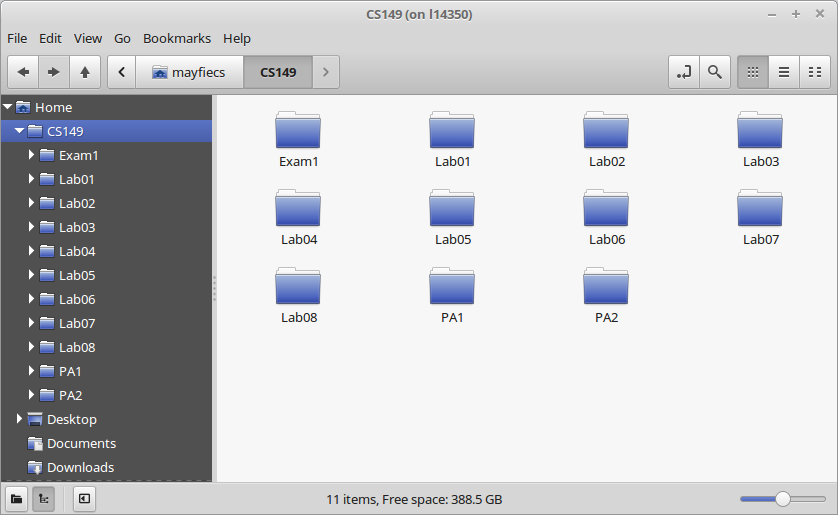 CS149 (on l14350)
File Edit View Go Bookmarks Help
mayfiecs CS149
Home
CS149
Exam1
Lab01
Lab02
Lab03
Lab04
Lab05
Lab06
Lab07
Lab08
PA1
PA2
Desktop
Documents
Downloads
Exam1 Lab01 Lab02 Lab03
Lab04 Lab05 Lab06 Lab07
Lab08 PA1 PA2
11 items, Free space: 388.5 GB